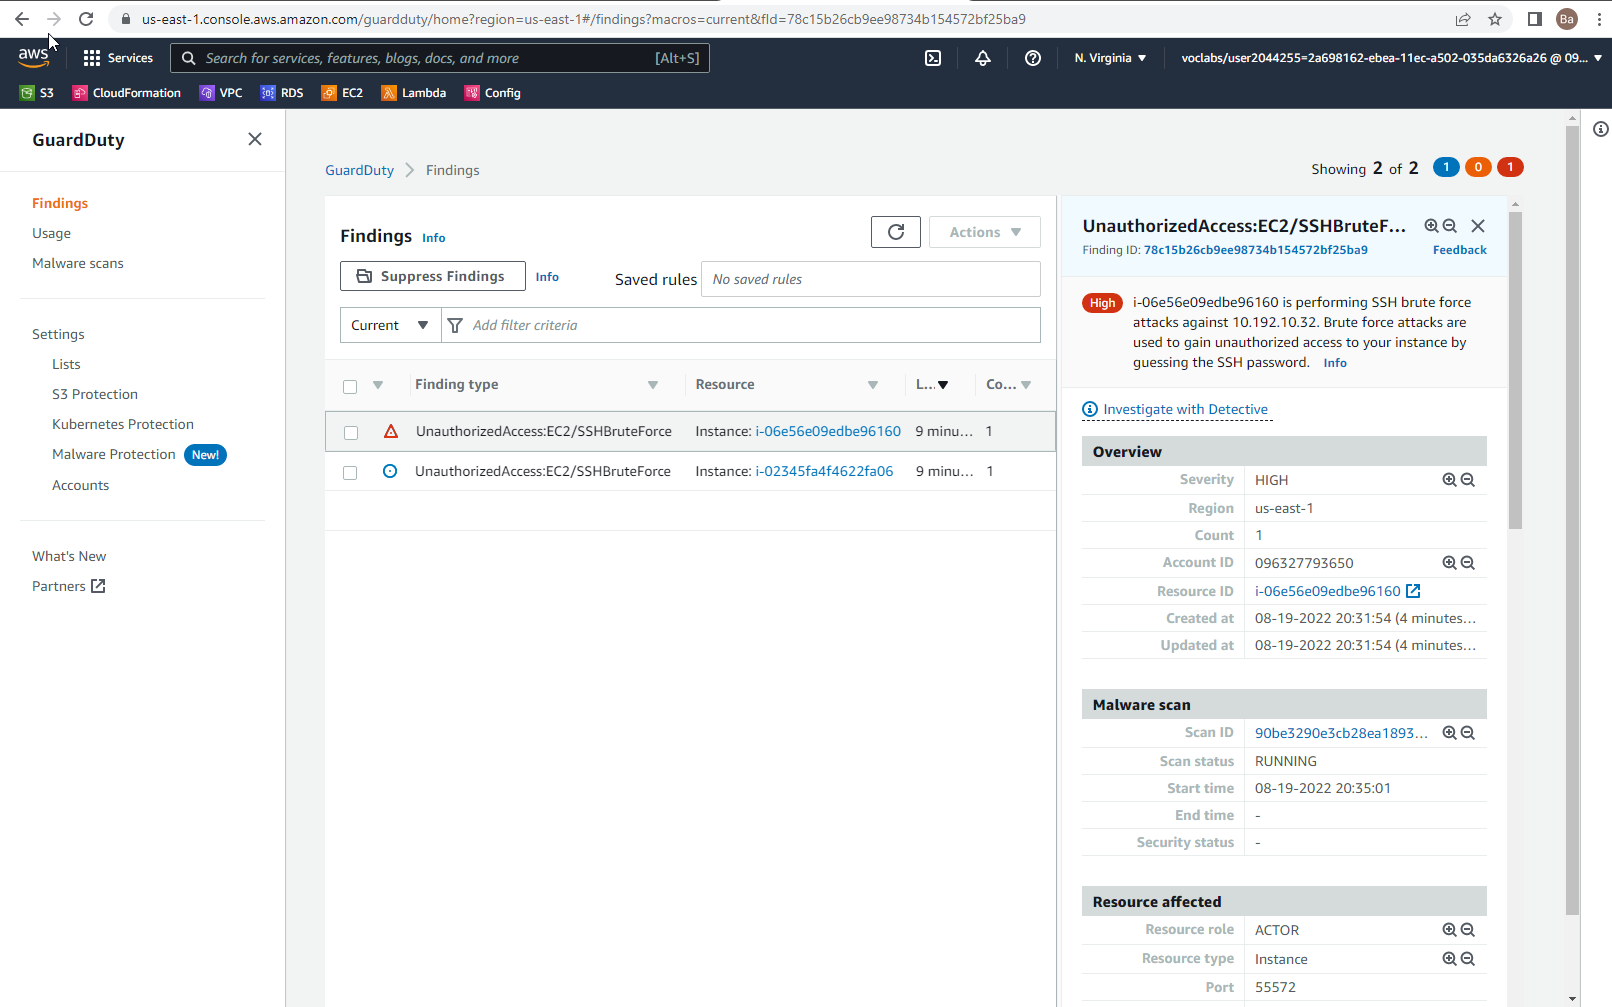 us-east-1.console.aws.amazon.com/guardduty/home?region=us-east-1#/findings?macros=current&fId=78c15b26cb9ee98734b154572bf25ba9
Ba
aws
Services
Search for services, features, blogs, docs, and more
[Alt+S]
N. Virginia
voclabs/user2044255=2a698162-ebea-11ec-a502-035da6326a26 @ 09...
S3
CloudFormation
VPC
RDS
EC2
Lambda
Config
GuardDuty
Findings
Usage
Malware scans
Settings
Lists
S3 Protection
Kubernetes Protection
Malware Protection New!
Accounts
What's New
Partners
GuardDuty > Findings
Showing 2 of 2 1 0 1
Findings Info
Actions
Suppress Findings Info
Saved rules No saved rules
Current Add filter criteria
Finding type Resource L... Co...
UnauthorizedAccess:EC2/SSHBruteForce Instance: i-06e56e09edbe96160 9 minu... 1
UnauthorizedAccess:EC2/SSHBruteForce Instance: i-02345fa4f4622fa06 9 minu... 1
UnauthorizedAccess:EC2/SSHBruteF...
Finding ID: 78c15b26cb9ee98734b154572bf25ba9 Feedback
High i-06e56e09edbe96160 is performing SSH brute force
attacks against 10.192.10.32. Brute force attacks are
used to gain unauthorized access to your instance by
guessing the SSH password. Info
Investigate with Detective
Overview
Severity HIGH
Region us-east-1
Count 1
Account ID 096327793650
Resource ID i-06e56e09edbe96160
Created at 08-19-2022 20:31:54 (4 minutes...
Updated at 08-19-2022 20:31:54 (4 minutes...
Malware scan
Scan ID 90be3290e3cb28ea1893...
Scan status RUNNING
Start time 08-19-2022 20:35:01
End time -
Security status -
Resource affected
Resource role ACTOR
Resource type Instance
Port 55572